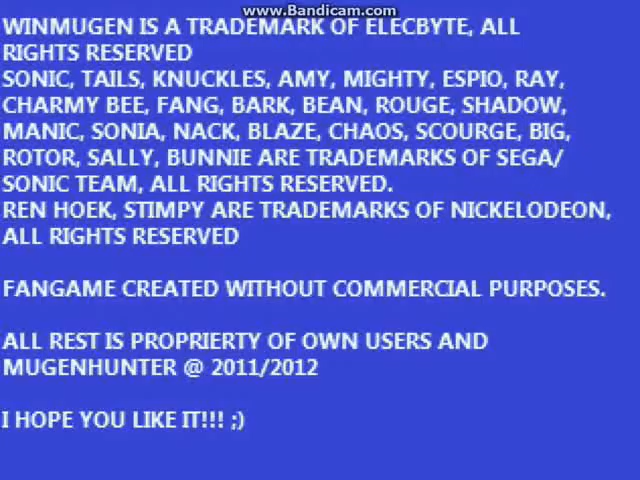 www.Bandicam.com
WINMUGEN IS A TRADEMARK OF ELECBYTE, ALL
RIGHTS RESERVED
SONIC, TAILS, KNUCKLES, AMY, MIGHTY, ESPIO, RAY,
CHARMY BEE, FANG, BARK, BEAN, ROUGE, SHADOW,
MANIC, SONIA, NACK, BLAZE, CHAOS, SCOURGE, BIG,
ROTOR, SALLY, BUNNIE ARE TRADEMARKS OF SEGA/
SONIC TEAM, ALL RIGHTS RESERVED.
REN HOEK, STIMPY ARE TRADEMARKS OF NICKELODEON,
ALL RIGHTS RESERVED
FANGAME CREATED WITHOUT COMMERCIAL PURPOSES.
ALL REST IS PROPRIERTY OF OWN USERS AND
MUGENHUNTER @ 2011/2012
I HOPE YOU LIKE IT!!! ;)